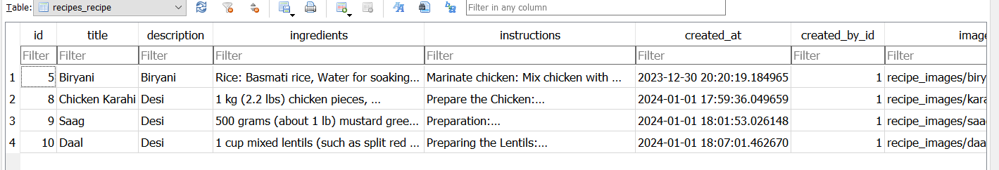 Table: recipes_recipe Filter in any column
id title description ingredients instructions created_at created_by_id imag
Filter Filter Filter Filter Filter Filter Filter Filter
1 5 Biryani Biryani Rice: Basmati rice, Water for soaking... Marinate chicken: Mix chicken with ... 2023-12-30 20:20:19.184965 1 recipe_images/biry
2 8 Chicken Karahi Desi 1 kg (2.2 lbs) chicken pieces, ... Prepare the Chicken:... 2024-01-01 17:59:36.049659 1 recipe_images/kara
3 9 Saag Desi 500 grams (about 1 lb) mustard gree... Preparation:... 2024-01-01 18:01:53.026148 1 recipe_images/saa
4 10 Daal Desi 1 cup mixed lentils (such as split red ... Preparing the Lentils:... 2024-01-01 18:07:01.462670 1 recipe_images/daa